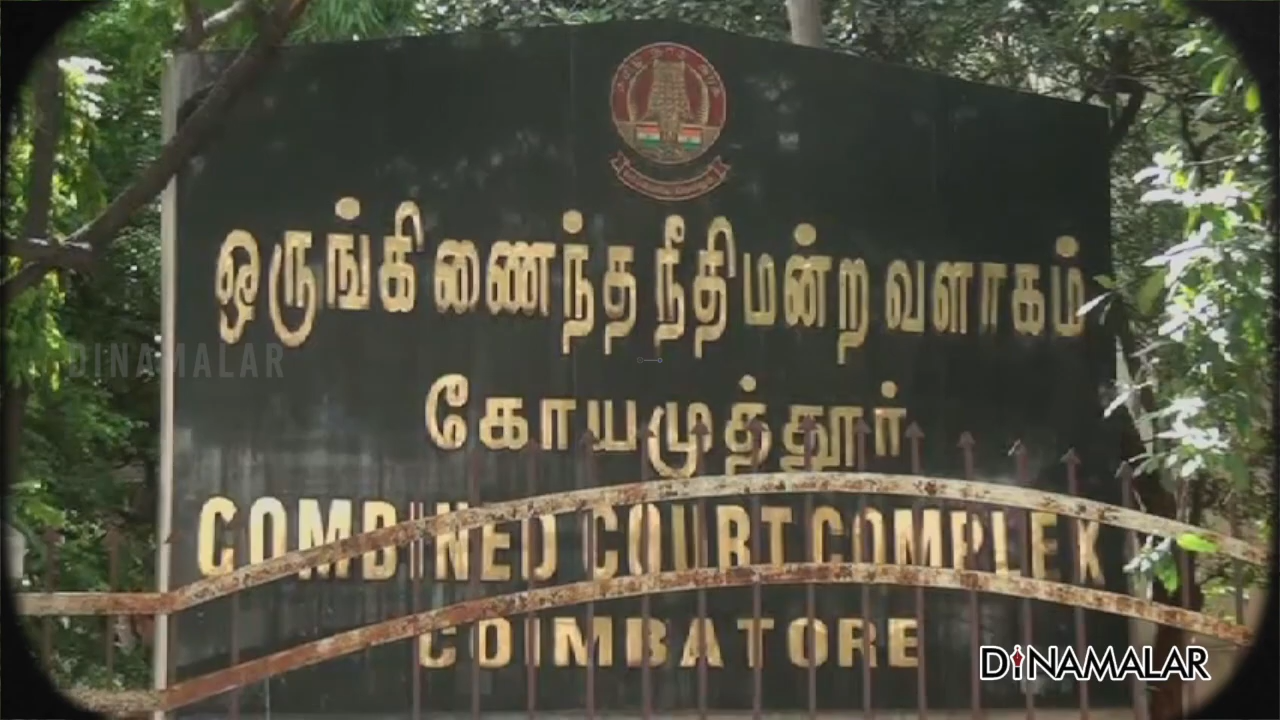 ஒருங்கிணைந்த நீதிமன்ற வளாகம்
கோயமுத்தூர்
COMBINED COURT COMPLEX
COIMBATORE
DINAMALAR
DINAMALAR